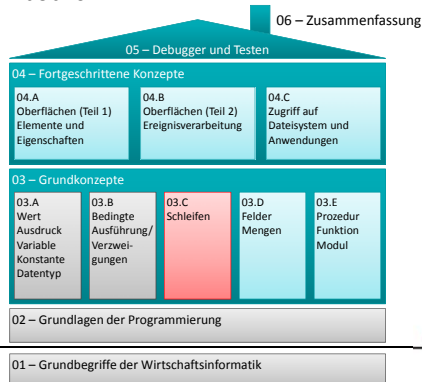 06 – Zusammenfassung
05 – Debugger und Testen
04 – Fortgeschrittene Konzepte
04.A
Oberflächen (Teil 1)
Elemente und
Eigenschaften
04.B
Oberflächen (Teil 2)
Ereignisverarbeitung
04.C
Zugriff auf
Dateisystem und
Anwendungen
03 – Grundkonzepte
03.A
Wert
Ausdruck
Variable
Konstante
Datentyp
03.B
Bedingte
Ausführung/
Verzwei-
gungen
03.C
Schleifen
03.D
Felder
Mengen
03.E
Prozedur
Funktion
Modul
02 – Grundlagen der Programmierung
01 – Grundbegriffe der Wirtschaftsinformatik